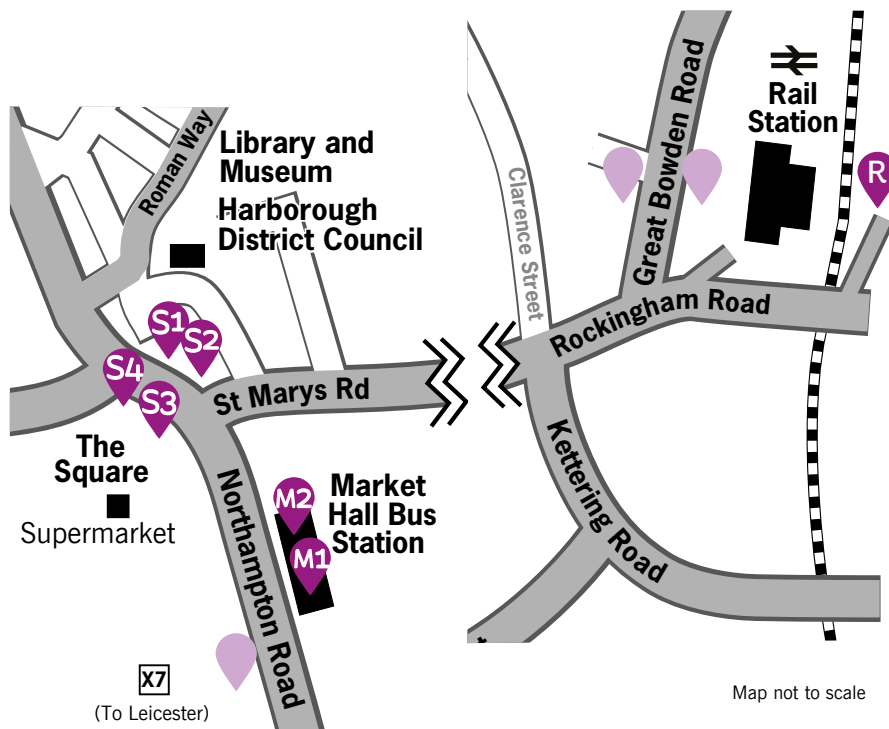 Roman Way
Library and
Museum
Harborough
District Council
S1
S2
S4
S3
St Marys Rd
The
Square
Supermarket
Northampton Road
M2
M1
Market
Hall Bus
Station
X7
(To Leicester)
Clarence Street
Great Bowden Road
Rail
Station
R
Rockingham Road
Kettering Road
Map not to scale